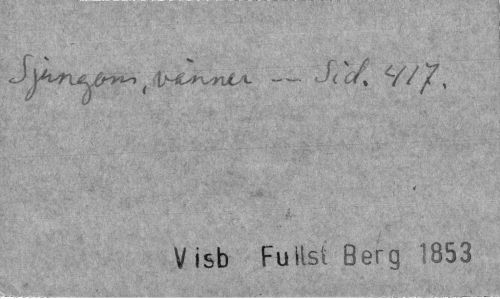 Sjungom, vänner -- Sid. 417.
Visb Fullst Berg 1853